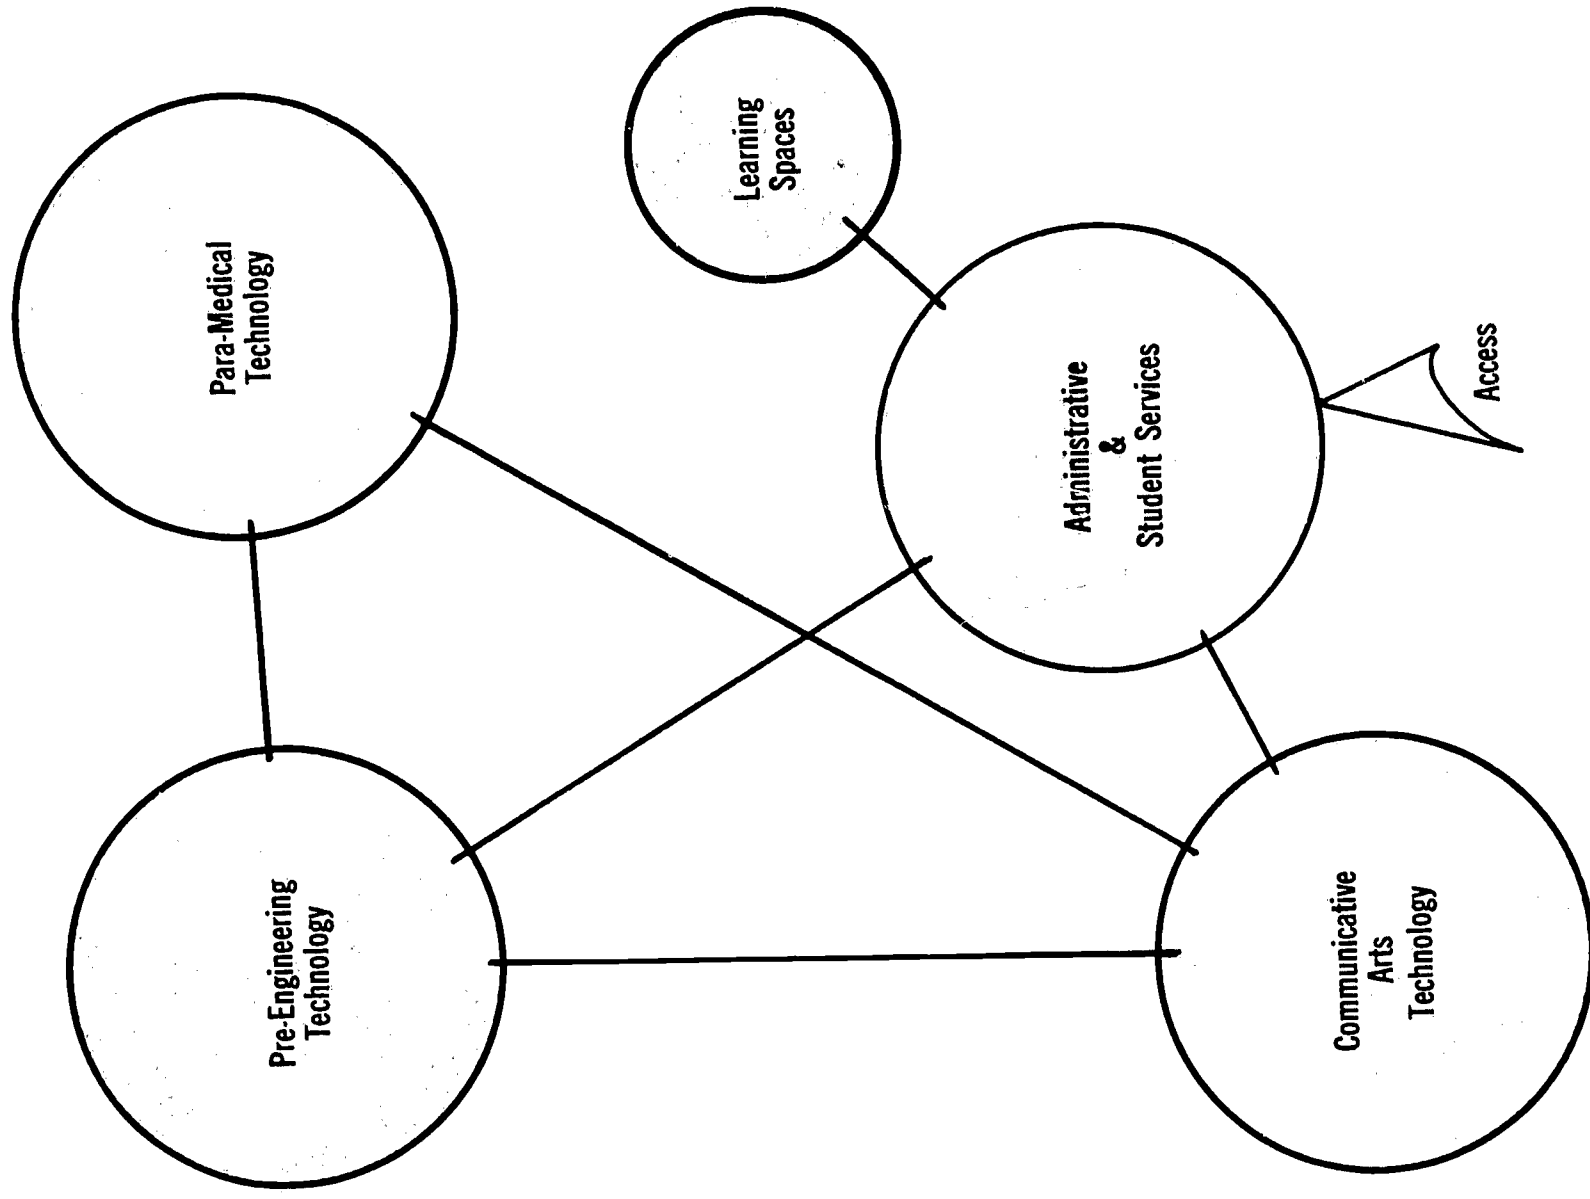 Pre-Engineering
Technology
Para-Medical
Technology
Learning
Spaces
Administrative
&
Student Services
Communicative
Arts
Technology
Access